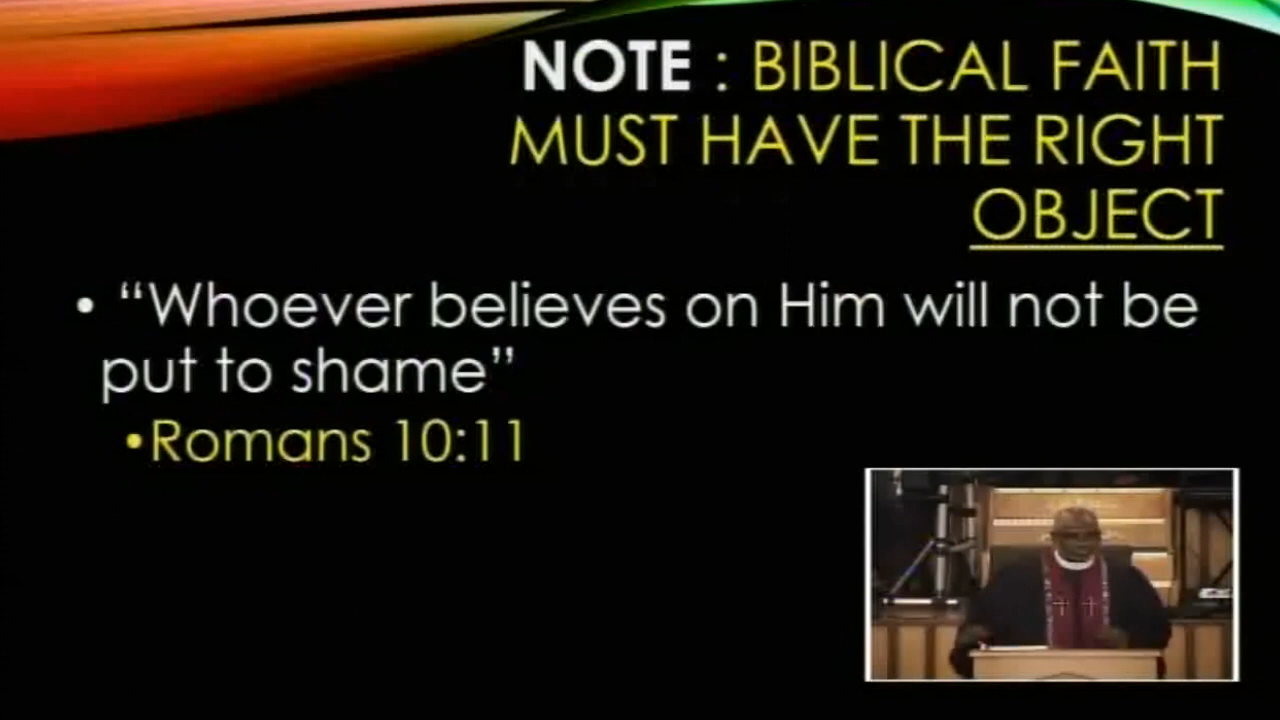 NOTE : BIBLICAL FAITH
MUST HAVE THE RIGHT
OBJECT
• “Whoever believes on Him will not be
put to shame”
•Romans 10:11